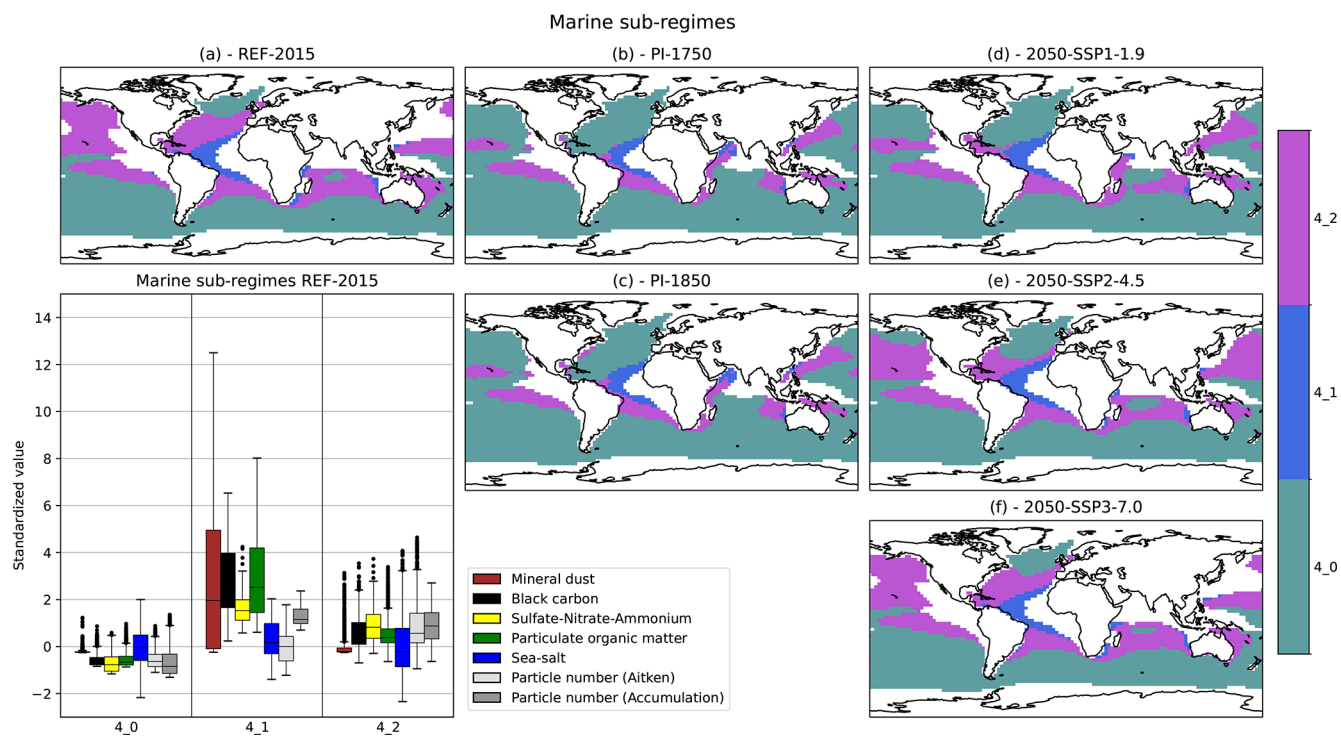 Marine sub-regimes
(a) - REF-2015
(b) - PI-1750
(d) - 2050-SSP1-1.9
Marine sub-regimes REF-2015
(c) - PI-1850
(e) - 2050-SSP2-4.5
(f) - 2050-SSP3-7.0
4_2
4_1
4_0
Standardized value
14
12
10
8
6
4
2
0
−2
4_0
4_1
4_2
Mineral dust
Black carbon
Sulfate-Nitrate-Ammonium
Particulate organic matter
Sea-salt
Particle number (Aitken)
Particle number (Accumulation)